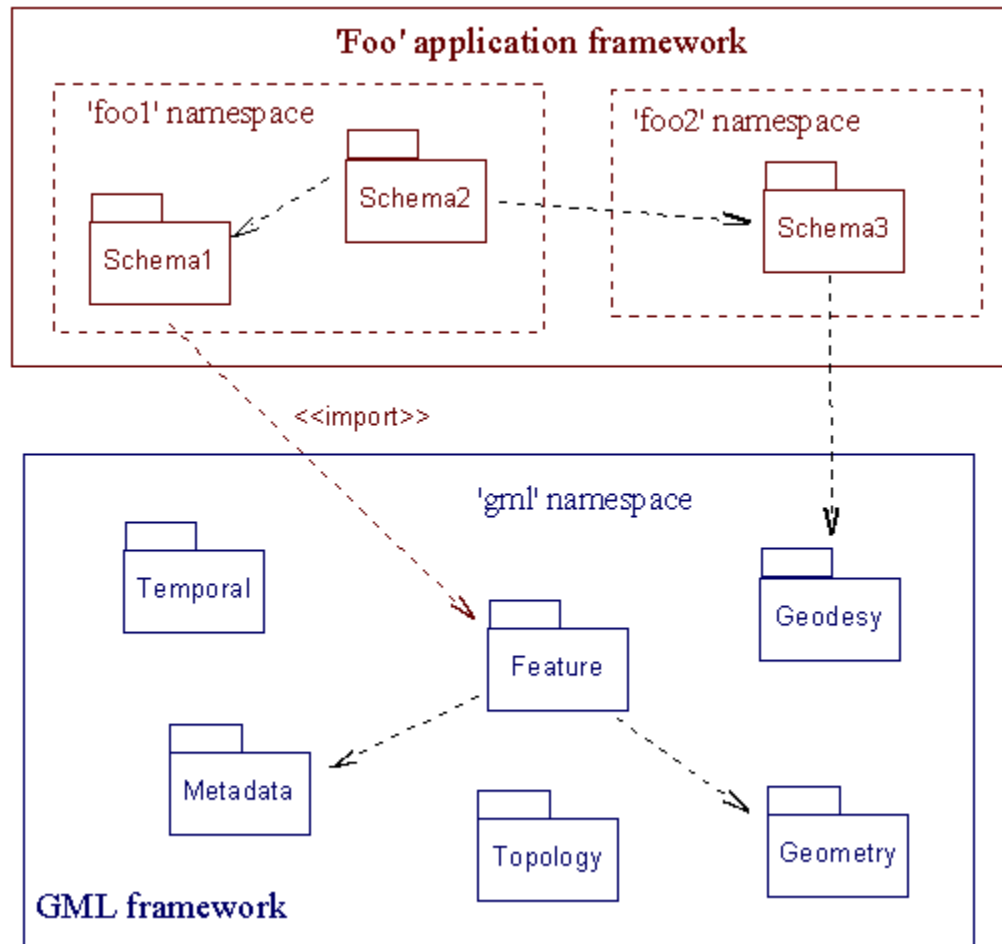 'Foo' application framework
'foo1' namespace
'foo2' namespace
Schema2
Schema3
Schema1
<<import>>
'gml' namespace
Temporal
Geodesy
Feature
Metadata
Topology
Geometry
GML framework